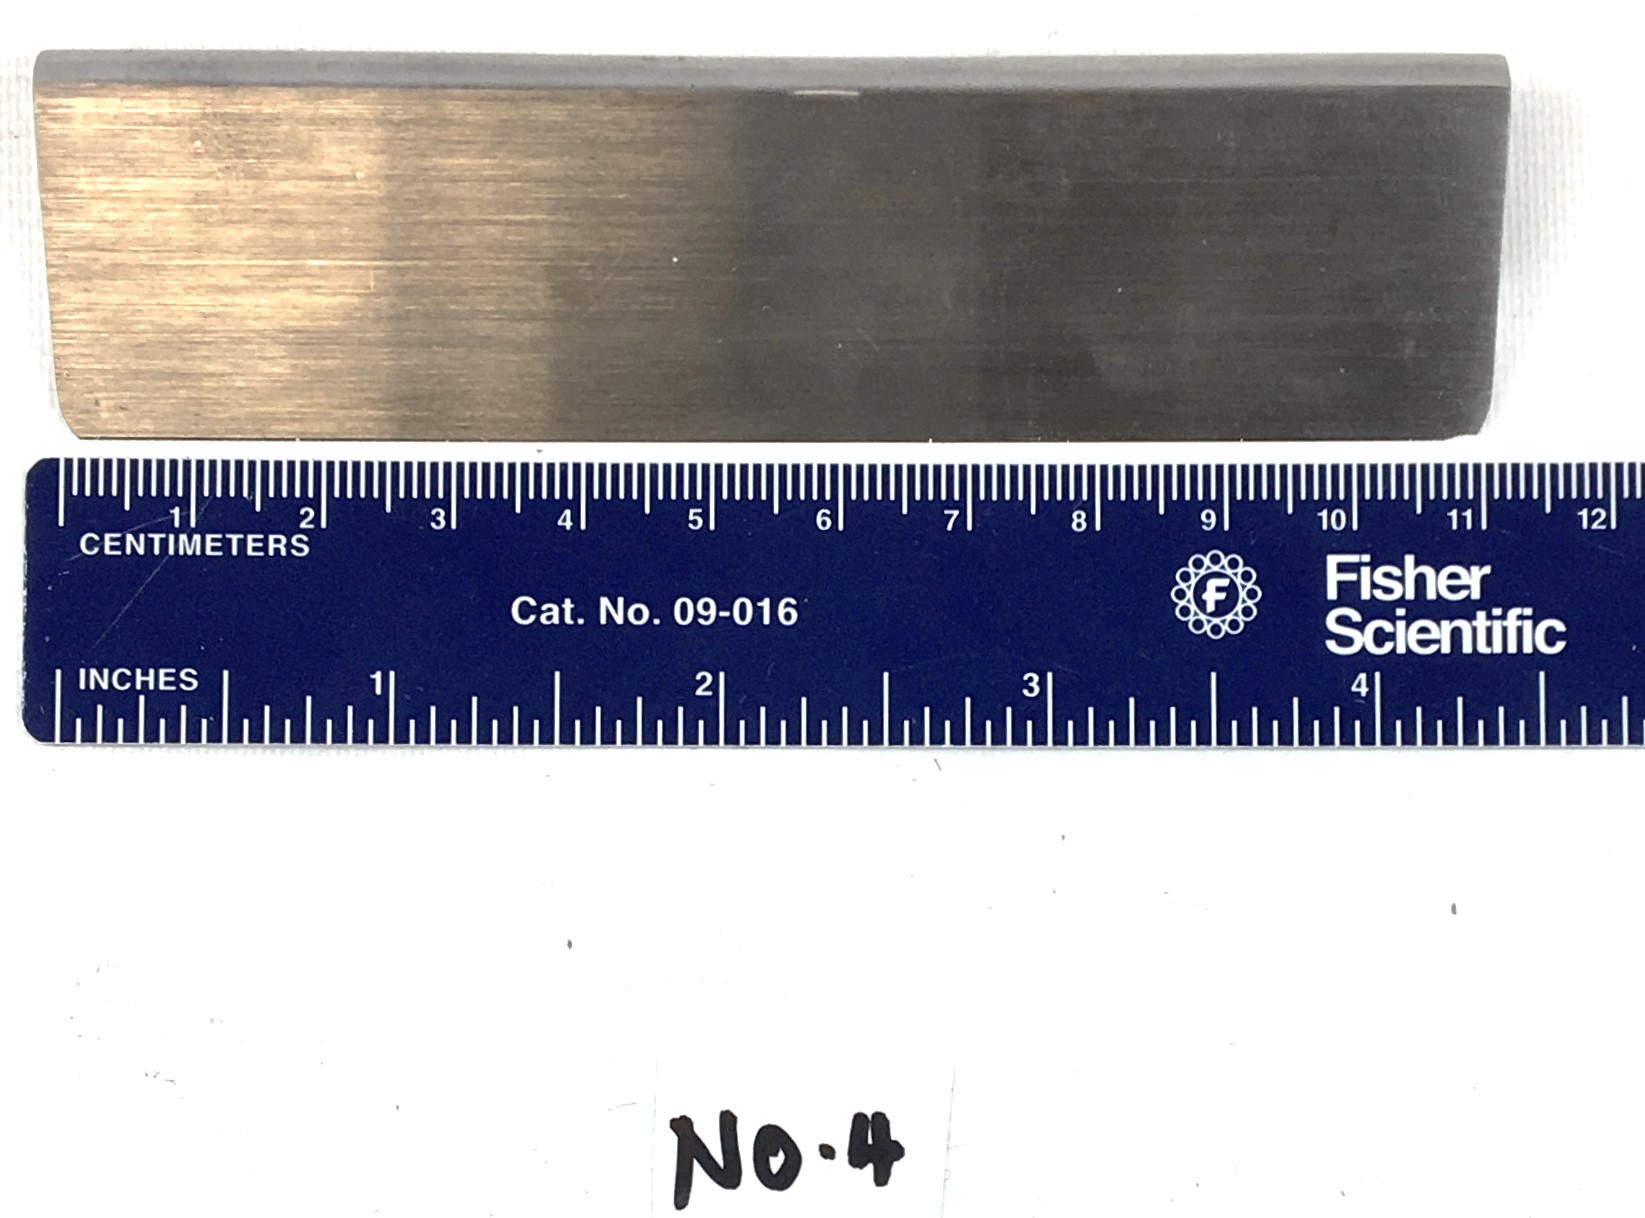 1 2 3 4 5 6 7 8 9 10 11 12
CENTIMETERS
F
Fisher
Scientific
Cat. No. 09-016
INCHES 1 2 3 4
No.4